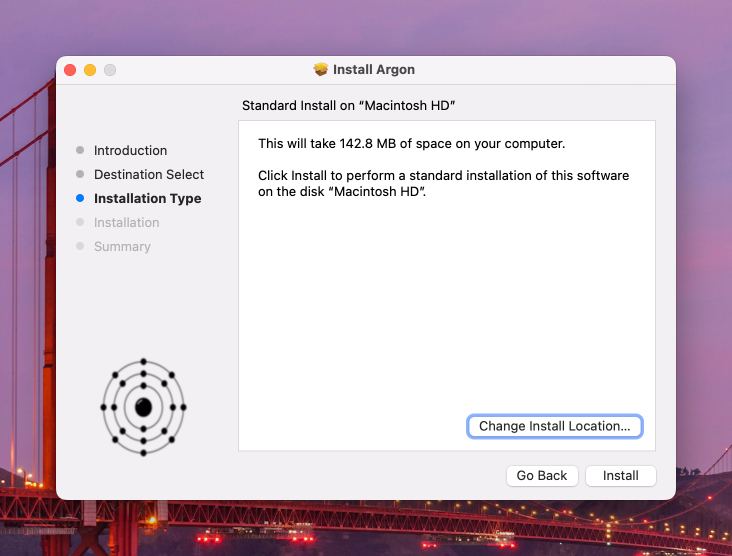 Install Argon
Standard Install on “Macintosh HD”
Introduction
Destination Select
Installation Type
Installation
Summary
This will take 142.8 MB of space on your computer.
Click Install to perform a standard installation of this software
on the disk “Macintosh HD”.
Change Install Location...
Go Back
Install